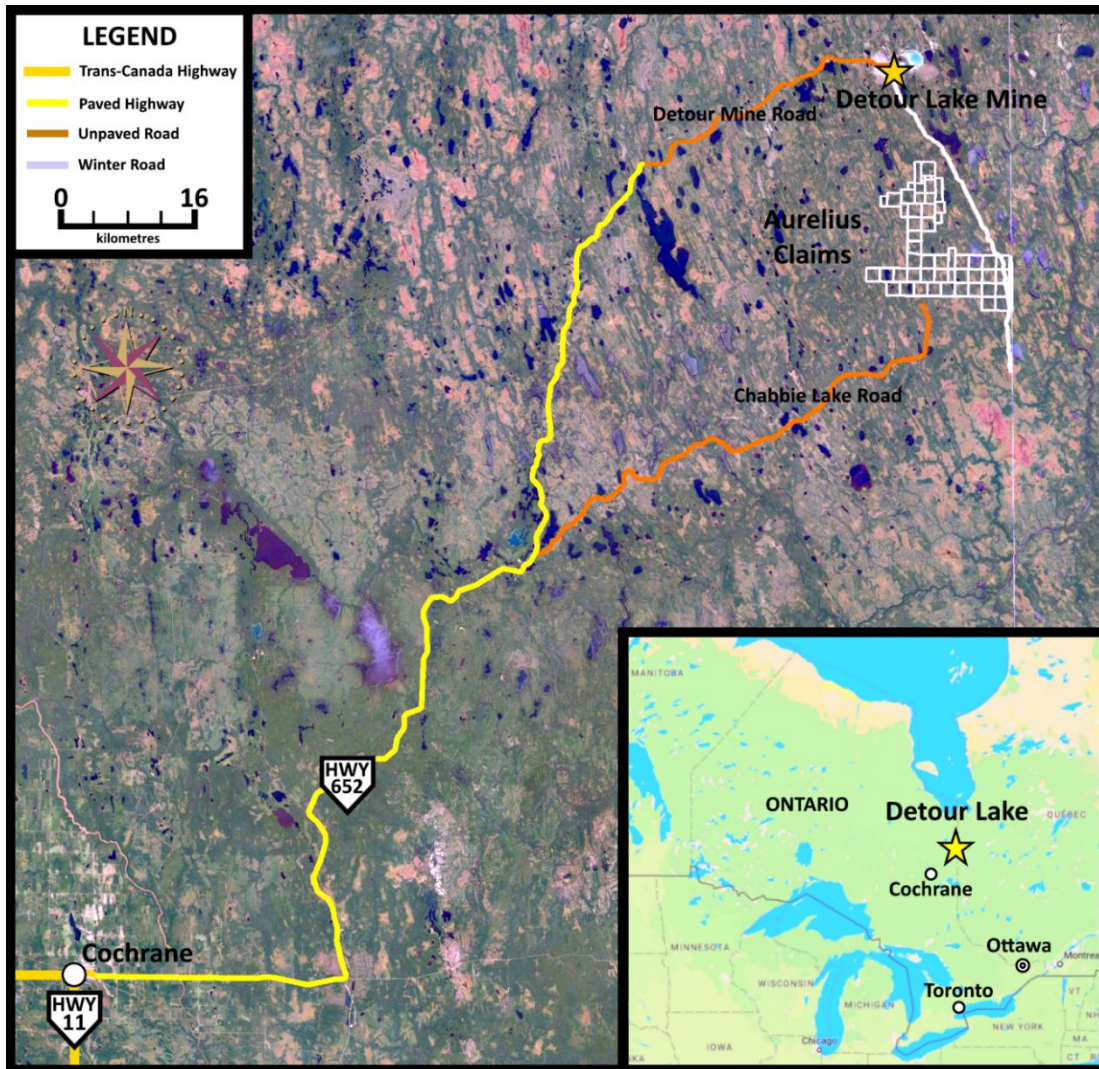 LEGEND
Trans-Canada Highway
Paved Highway
Unpaved Road
Winter Road
0 16
kilometres
N
Detour Lake Mine
Detour Mine Road
Aurelius
Claims
Chabbie Lake Road
HWY
652
Cochrane
HWY
11
MANITOBA
ONTARIO
QUÉBEC
Detour Lake
Cochrane
MINNESOTA
Ottawa
Montrea
WISCONSIN
MICHIGAN
Toronto
VT
NH
NEW YORK
MA
IOWA
Chicago
CT